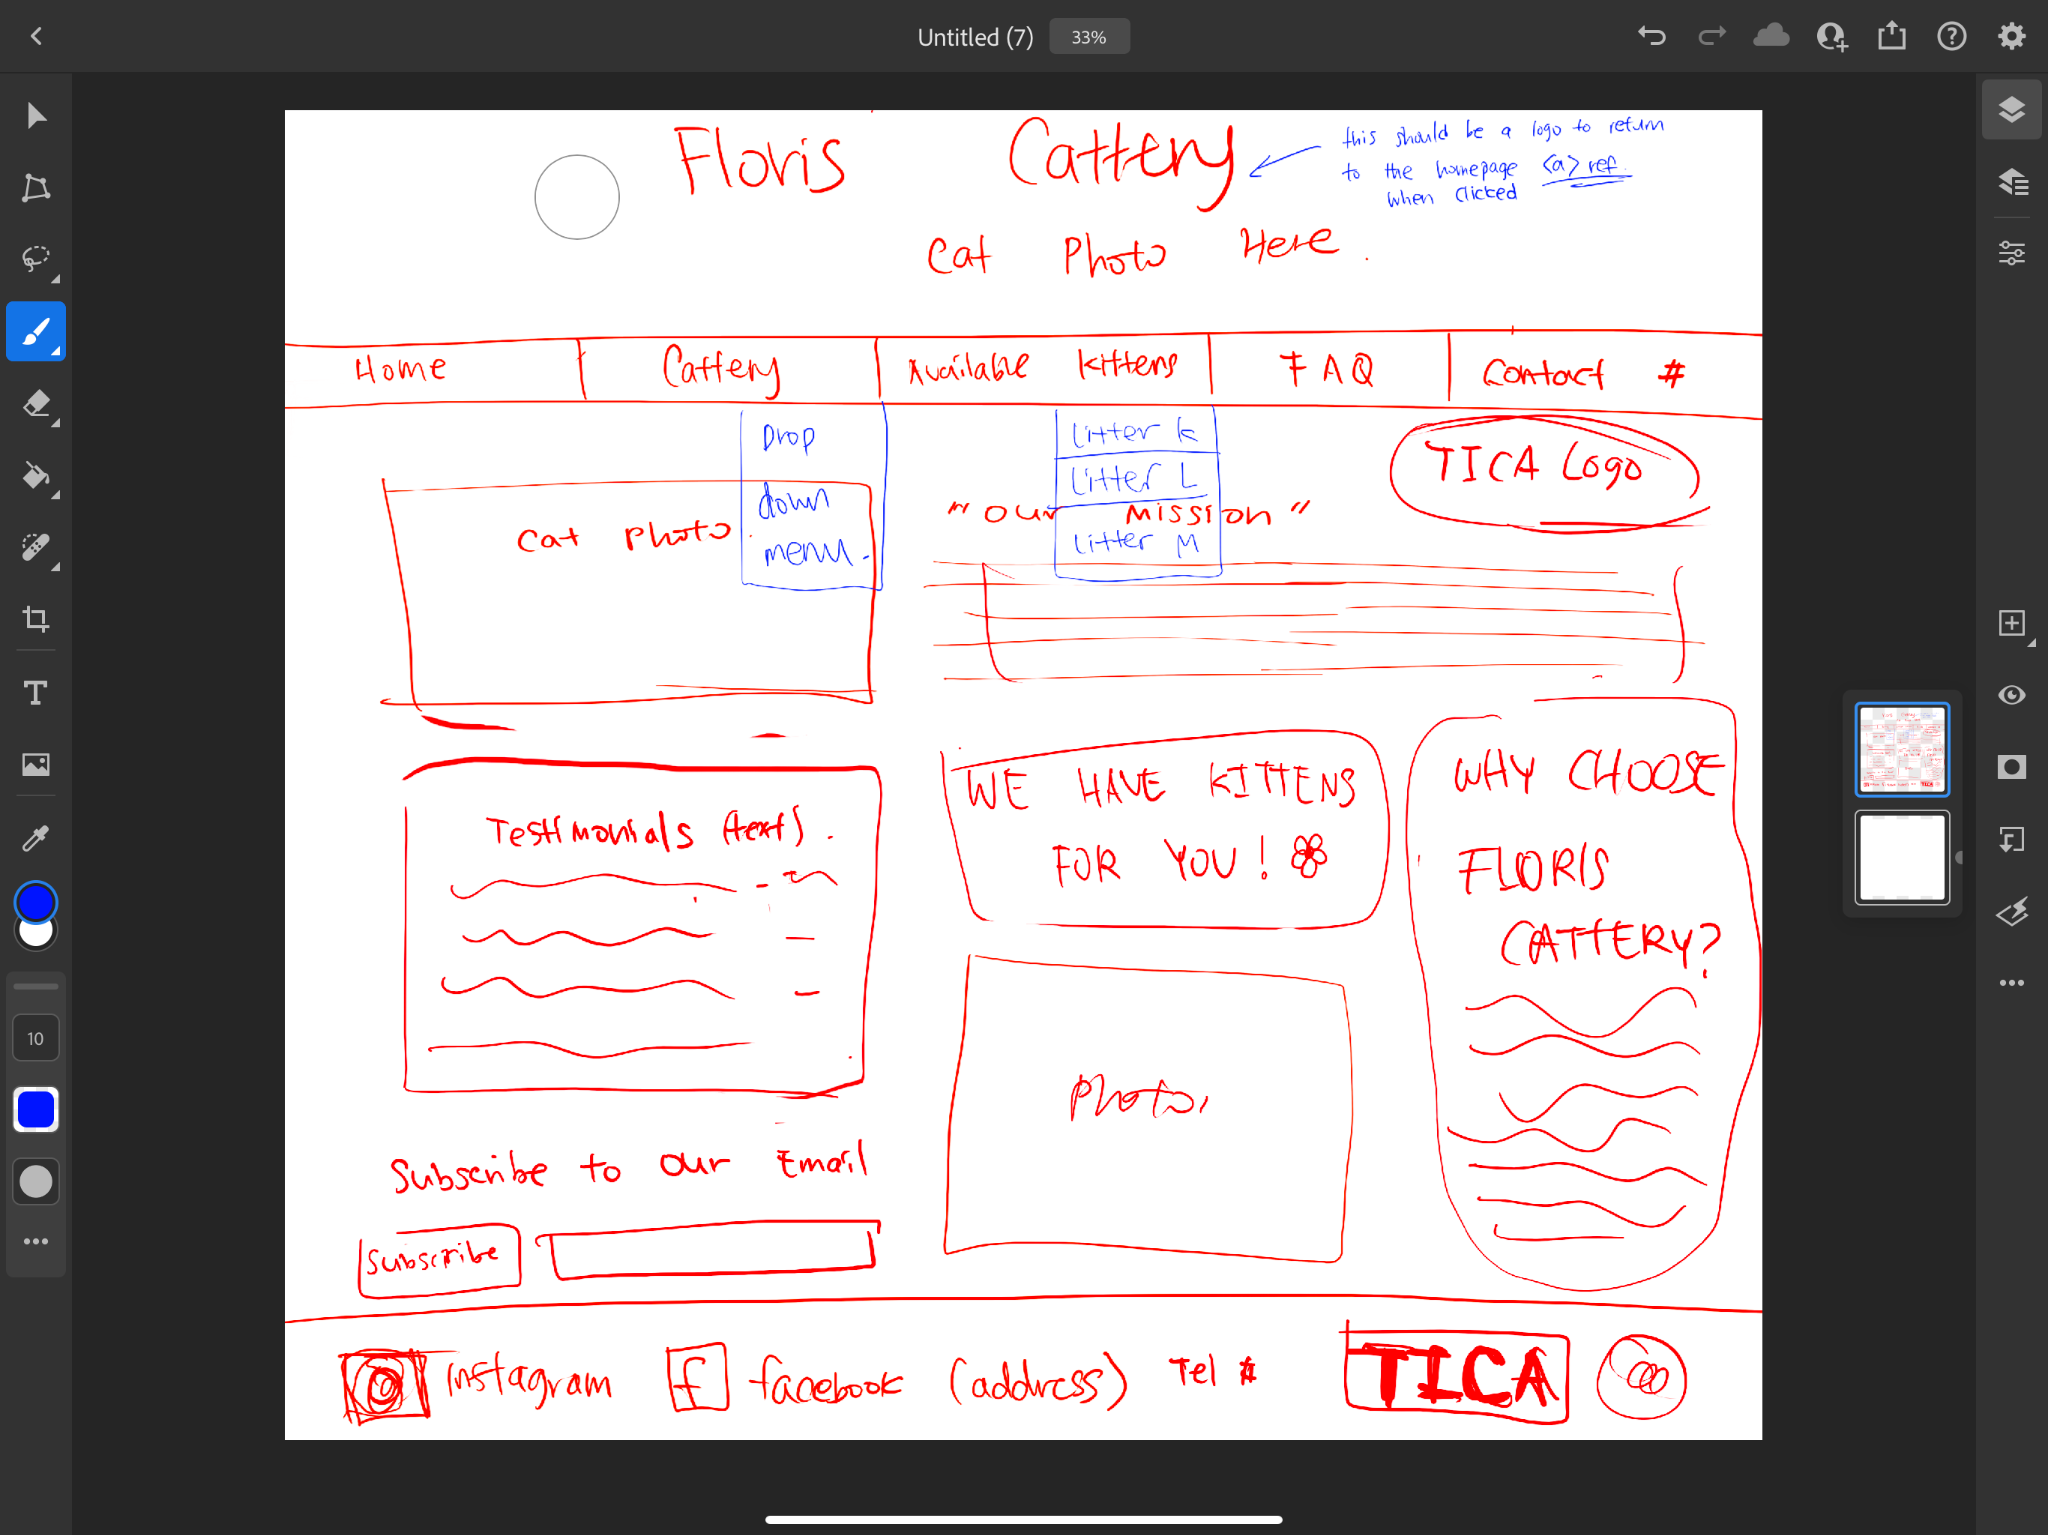 Untitled (7) 33%
Floris Cattery
this should be a logo to return
to the homepage <a> ref.
when clicked
Cat Photo Here.
Home Cattery Available kittens FAQ Contact #
Drop
down
menu.
Litter K
Litter L
Litter M
TICA Logo
cat photo.
"our mission"
Testimonials (text).
WE HAVE KITTENS
FOR YOU!
WHY CHOOSE
FLORIS
CATTERY?
Photo,
Subscribe to our Email
Subscribe
instagram f facebook (address) Tel # TICA
T
10